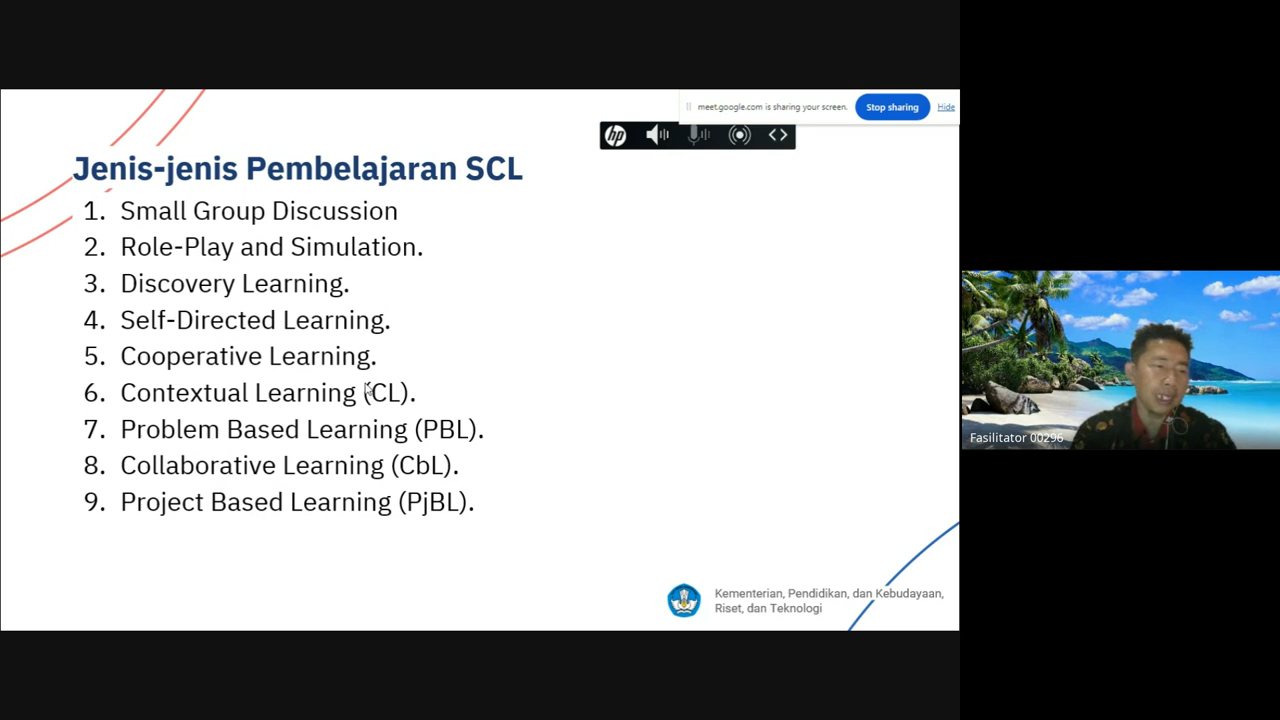 meet.google.com is sharing your screen. Stop sharing Hide
hp
Jenis-jenis Pembelajaran SCL
1. Small Group Discussion
2. Role-Play and Simulation.
3. Discovery Learning.
4. Self-Directed Learning.
5. Cooperative Learning.
6. Contextual Learning (CL).
7. Problem Based Learning (PBL).
8. Collaborative Learning (CbL).
9. Project Based Learning (PjBL).
Fasilitator 00296
Kementerian, Pendidikan, dan Kebudayaan,
Riset, dan Teknologi